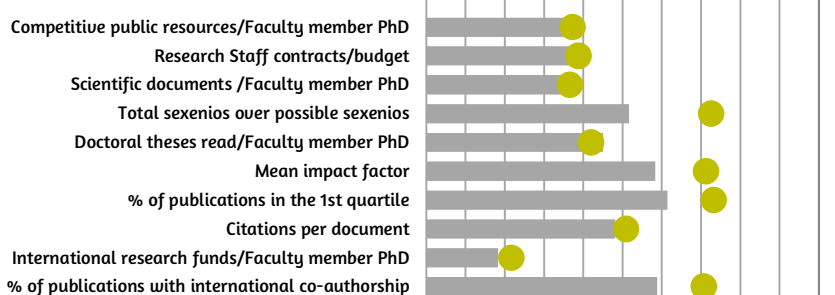 Competitive public resources/Faculty member PhD
Research Staff contracts/budget
Scientific documents /Faculty member PhD
Total sexenios over possible sexenios
Doctoral theses read/Faculty member PhD
Mean impact factor
% of publications in the 1st quartile
Citations per document
International research funds/Faculty member PhD
% of publications with international co-authorship